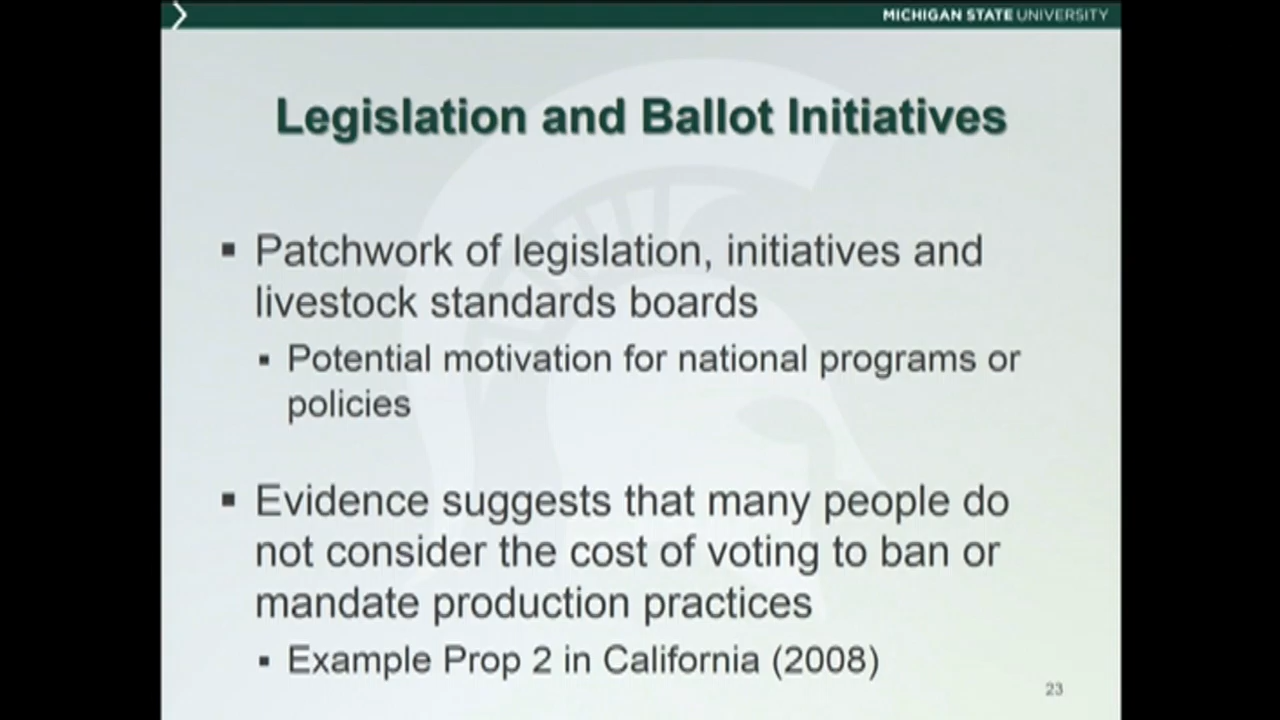 MICHIGAN STATE UNIVERSITY
Legislation and Ballot Initiatives
▪ Patchwork of legislation, initiatives and
livestock standards boards
▪ Potential motivation for national programs or
policies
▪ Evidence suggests that many people do
not consider the cost of voting to ban or
mandate production practices
▪ Example Prop 2 in California (2008)
23